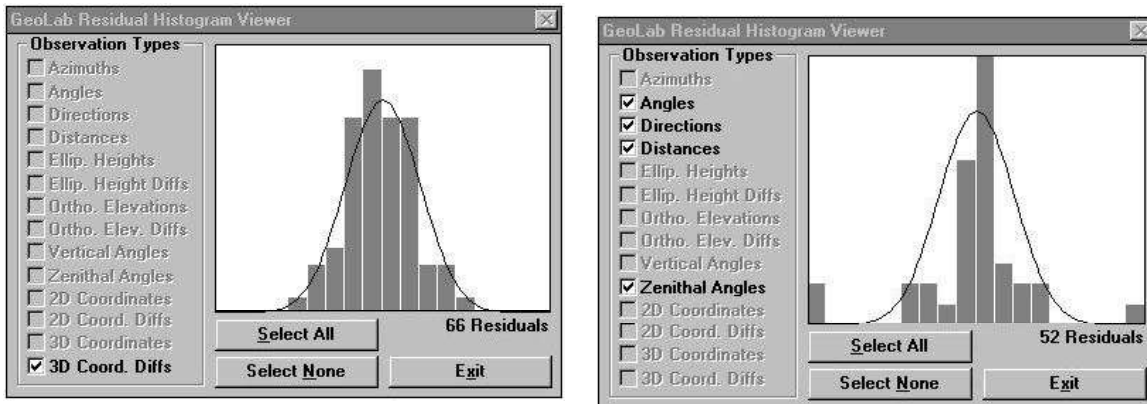 GeoLab Residual Histogram Viewer
Observation Types
Azimuths
Angles
Directions
Distances
Ellip. Heights
Ellip. Height Diffs
Ortho. Elevations
Ortho. Elev. Diffs
Vertical Angles
Zenithal Angles
2D Coordinates
2D Coord. Diffs
3D Coordinates
3D Coord. Diffs
66 Residuals
Select All
Select None
Exit
GeoLab Residual Histogram Viewer
Observation Types
Azimuths
Angles
Directions
Distances
Ellip. Heights
Ellip. Height Diffs
Ortho. Elevations
Ortho. Elev. Diffs
Vertical Angles
Zenithal Angles
2D Coordinates
2D Coord. Diffs
3D Coordinates
3D Coord. Diffs
52 Residuals
Select All
Select None
Exit